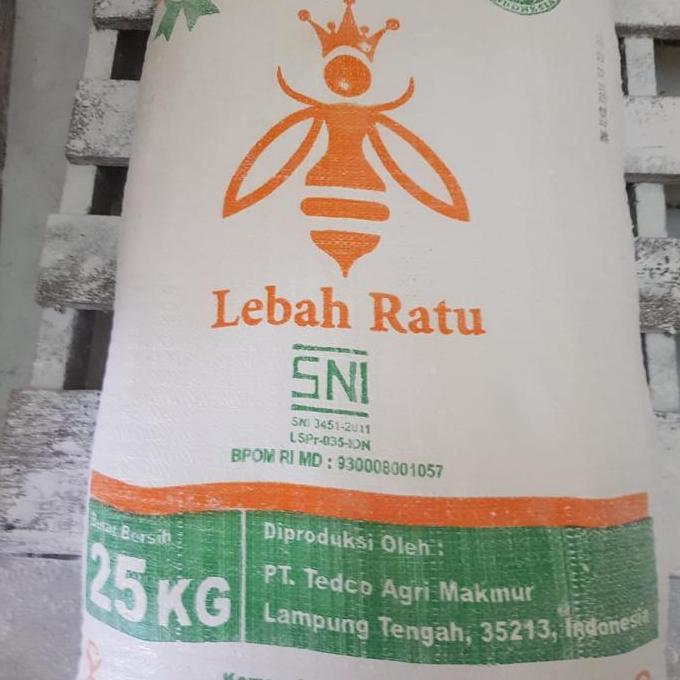 INDONESIA
Lebah Ratu
SNI
SNI 3451-2011
LSPr-035-IDN
BPOM RI MD : 930008001057
Berat Bersih
25 KG
Diproduksi Oleh :
PT. Tedco Agri Makmur
Lampung Tengah, 35213, Indonesia